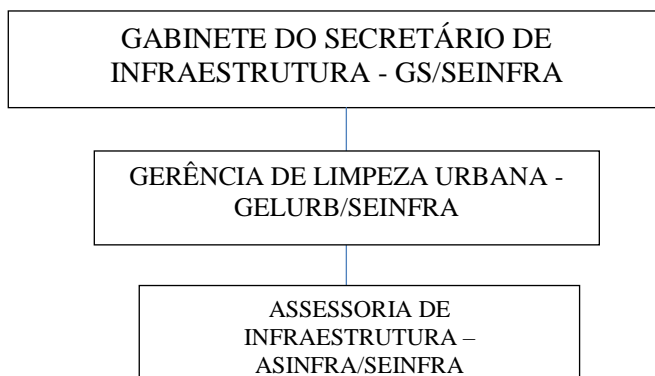 GABINETE DO SECRETÁRIO DE
INFRAESTRUTURA - GS/SEINFRA
GERÊNCIA DE LIMPEZA URBANA -
GELURB/SEINFRA
ASSESSORIA DE
INFRAESTRUTURA –
ASINFRA/SEINFRA